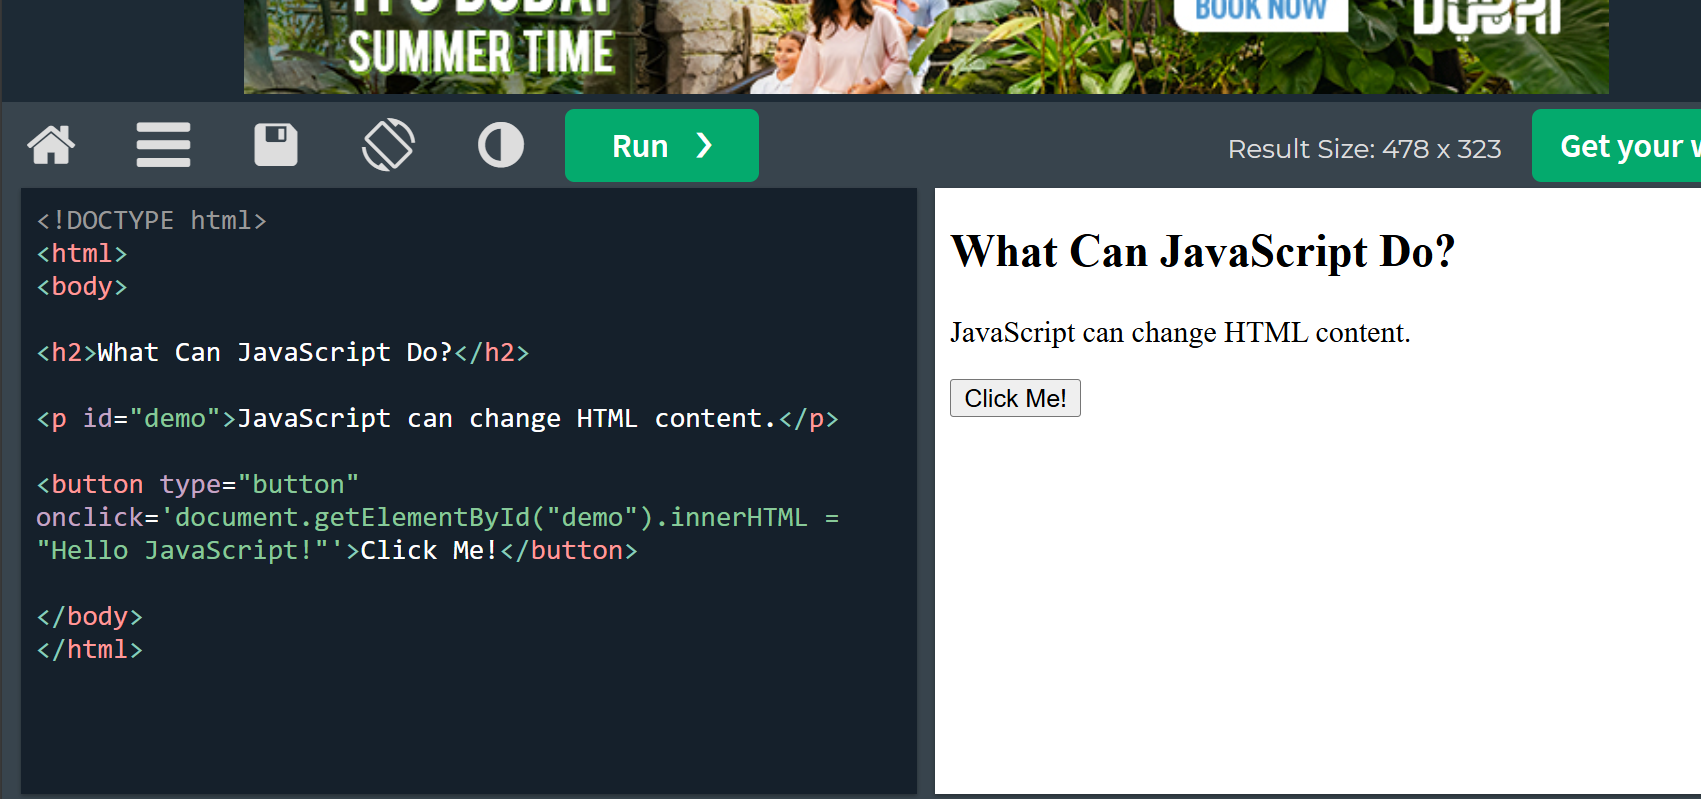 SUMMER TIME
BOOK NOW
DUBAI
Run ❯
Result Size: 478 x 323
Get your
<!DOCTYPE html>
<html>
<body>
<h2>What Can JavaScript Do?</h2>
<p id="demo">JavaScript can change HTML content.</p>
<button type="button"
onclick='document.getElementById("demo").innerHTML =
"Hello JavaScript!"'>Click Me!</button>
</body>
</html>
What Can JavaScript Do?
JavaScript can change HTML content.
Click Me!